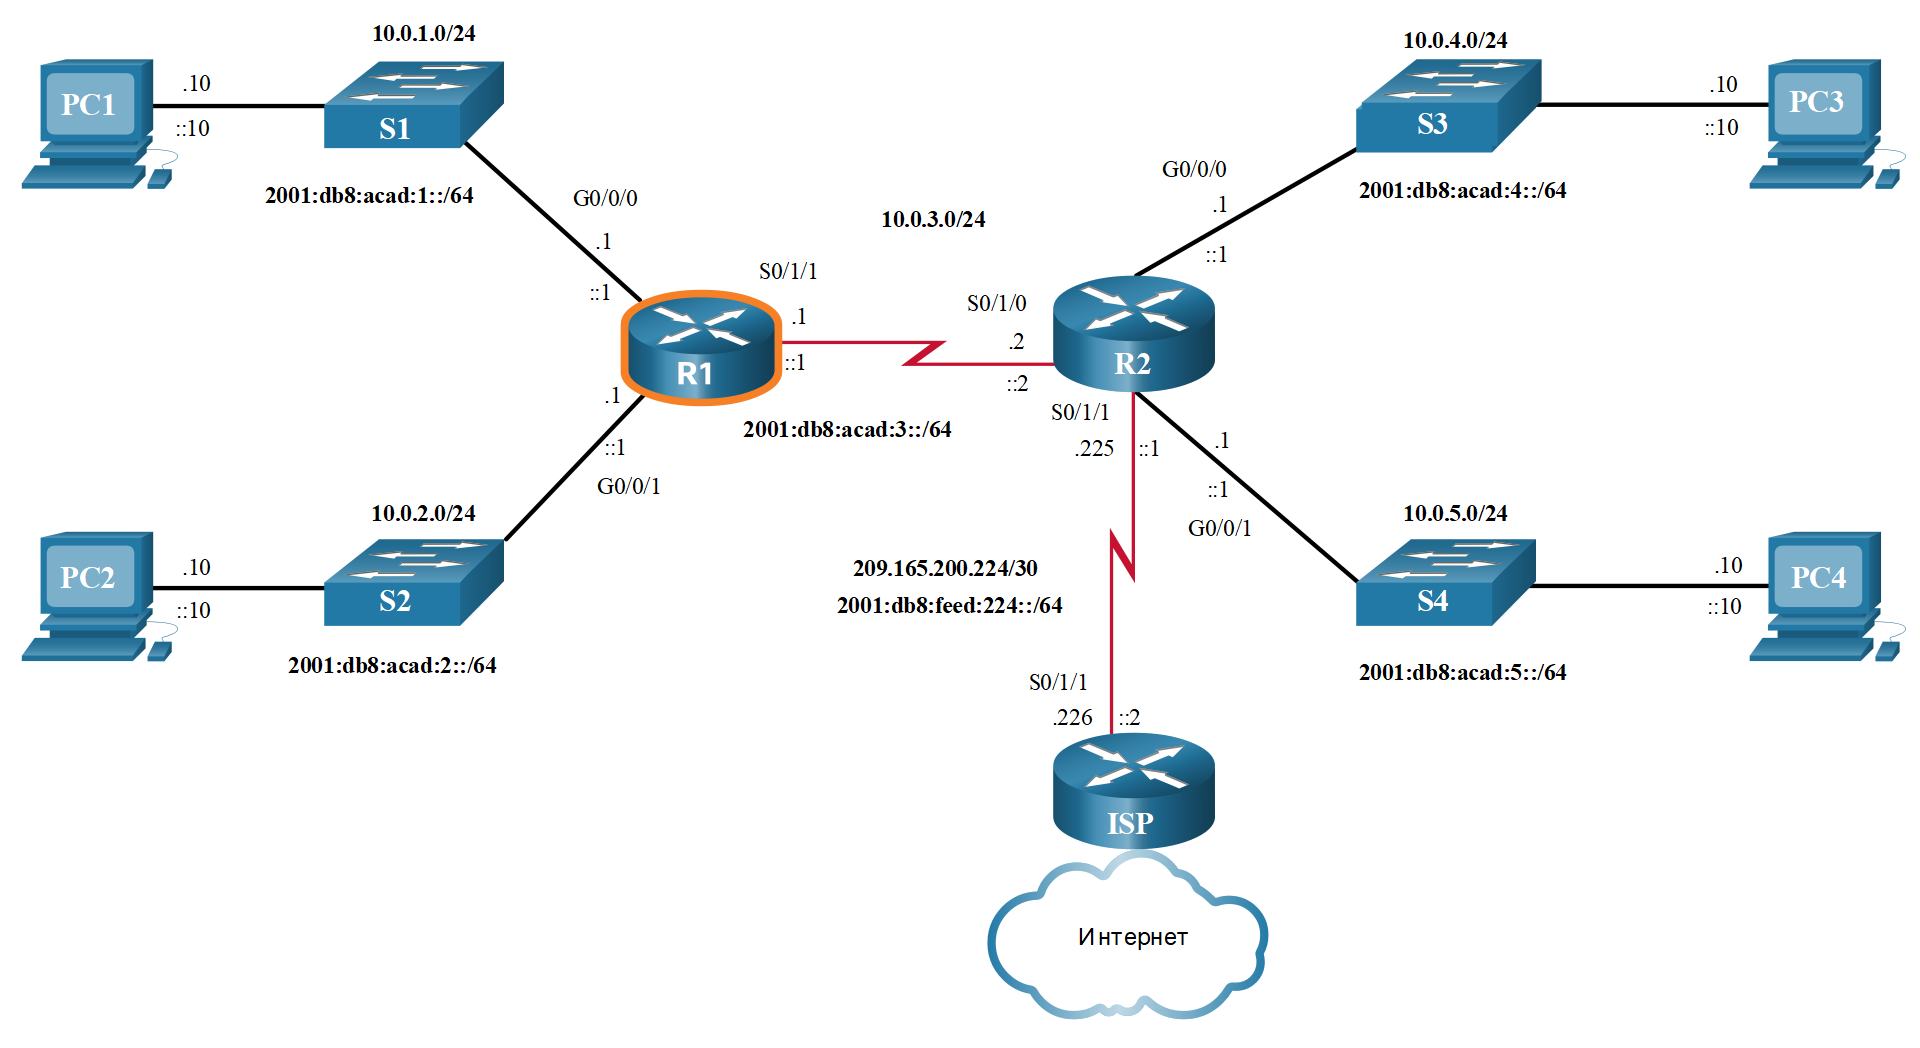 10.0.1.0/24
10.0.4.0/24
PC1
.10
::10
S1
S3
.10
::10
PC3
2001:db8:acad:1::/64
G0/0/0
.1
::1
10.0.3.0/24
G0/0/0
.1
::1
2001:db8:acad:4::/64
S0/1/1
.1
::1
R1
S0/1/0
.2
::2
R2
.1
::1
G0/0/1
2001:db8:acad:3::/64
S0/1/1
.225
::1
.1
::1
G0/0/1
10.0.2.0/24
10.0.5.0/24
PC2
.10
::10
S2
209.165.200.224/30
2001:db8:feed:224::/64
S4
.10
::10
PC4
2001:db8:acad:2::/64
2001:db8:acad:5::/64
S0/1/1
.226
::2
ISP
Интернет